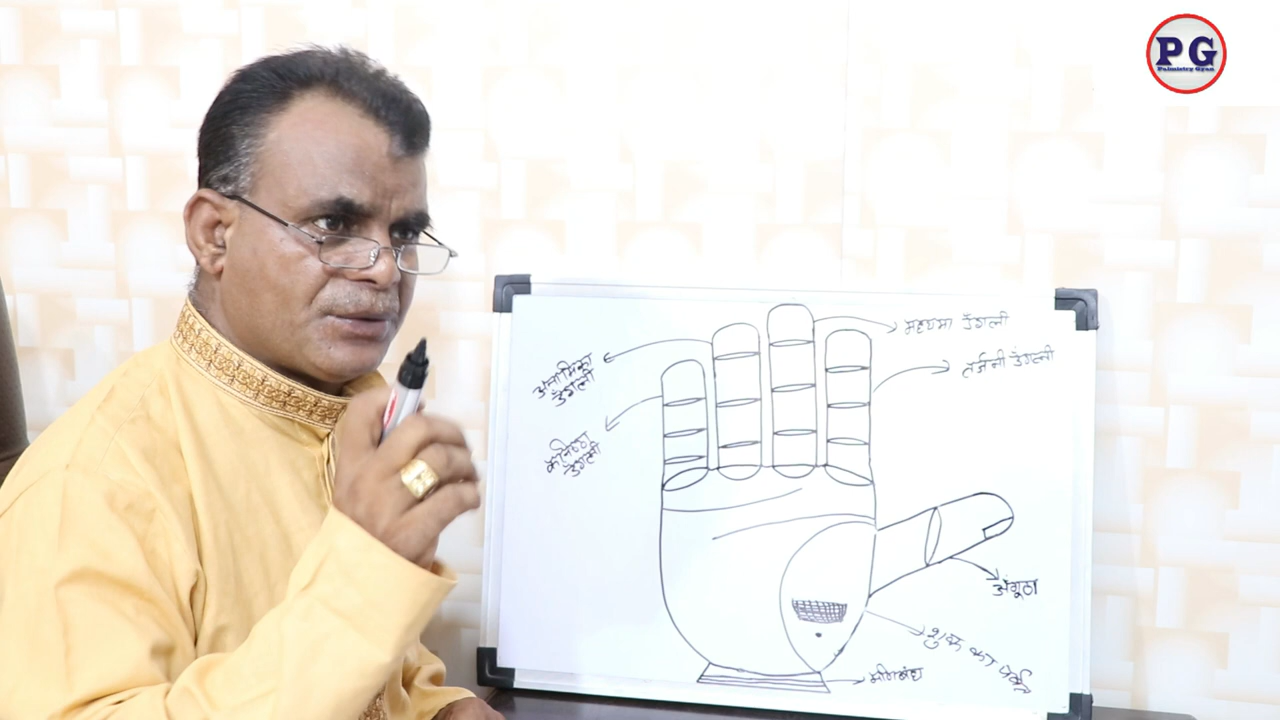 PG
Palmistry Gyan
मध्यमा उँगली
तर्जनी उंगली
अनामिका
उँगली
कनिष्ठा
उँगली
अंगूठा
शुक्र का पर्वत
मणिबंध